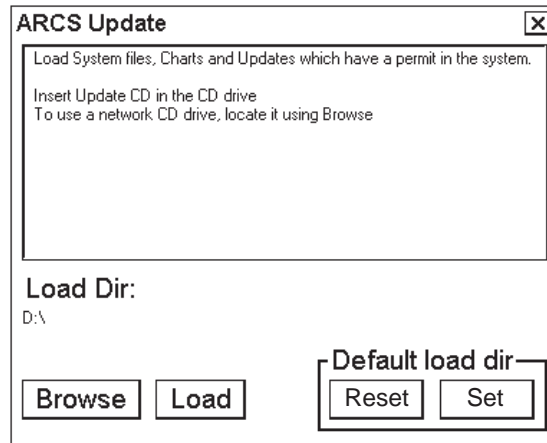 ARCS Update
Load System files, Charts and Updates which have a permit in the system.
Insert Update CD in the CD drive
To use a network CD drive, locate it using Browse
Load Dir:
D:\
Default load dir
Browse Load Reset Set